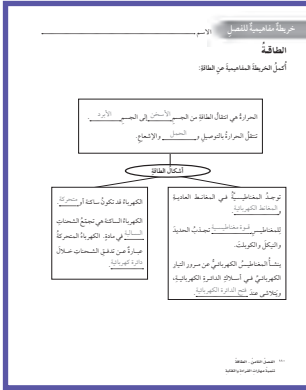 خريطةٌ مفاهيميةٌ للفصلِ
الاسم
الطاقةُ
أكملُ الخريطةَ المفاهيميةَ عنِ الطاقةِ:
الحرارةُ هي انتقالُ الطاقةِ من الجسمِ الأسخن إلى الجسمِ الأبرد.
تنتقلُ الحرارةُ بالتوصيلِ و الحمل والإشعاعِ.
أشكالُ الطاقةِ
توجدُ المغناطيسيةُ في المغانط العاديةِ
و المغانط الكهربائية.
للمغناطيسِ قوة مغناطيسية تجذبُ الحديدَ
والنيكلَ والكوبلتَ.
ينشأُ المغناطيسُ الكهربائيُّ عن مرورِ التيارِ
الكهربائيِّ في أسلاكِ الدائرةِ الكهربائيةِ،
ويتلاشى عندَ فتح الدائرة الكهربائية.
الكهرباءُ قد تكونُ ساكنةً أو متحركة
الكهرباءُ الساكنةُ هي تجمّعُ الشحناتِ
السالبة في مادةٍ. الكهرباءُ المتحركةُ
عبارةٌ عن تدفقِ الشحناتِ خلالَ
دائرة كهربائية.
الفصلُ الثامنُ - الطاقةُ
تنمية مهارات القراءة والكتابة